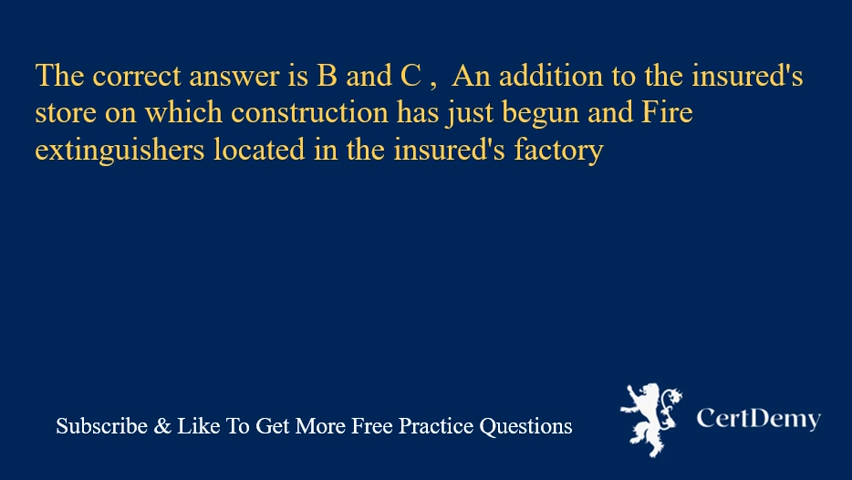 The correct answer is B and C ,  An addition to the insured's
store on which construction has just begun and Fire
extinguishers located in the insured's factory
Subscribe & Like To Get More Free Practice Questions
CertDemy